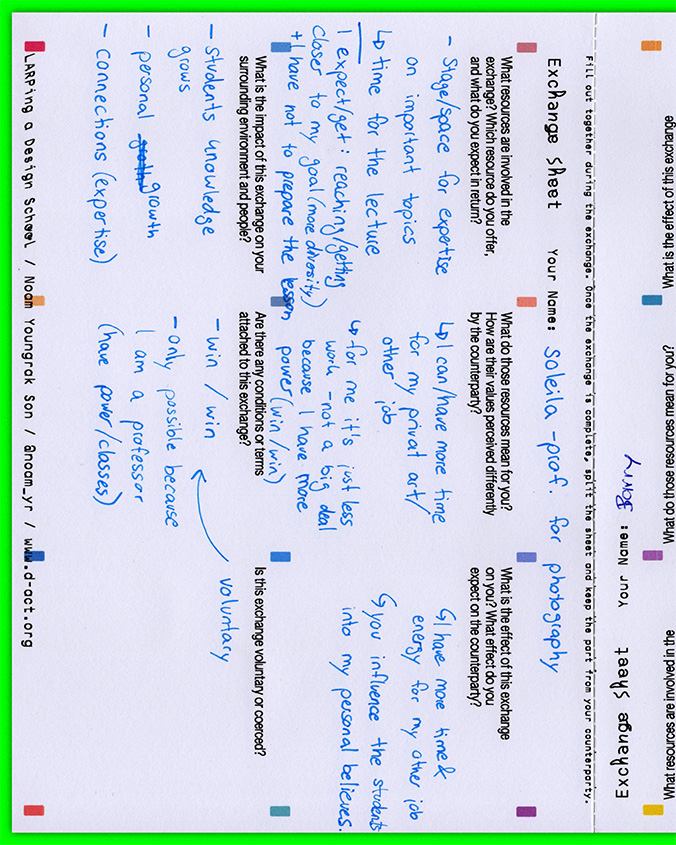 What resources are involved in the
What do those resources mean for you?
What is the effect of this exchange
Exchange Sheet Your Name: Barry
Fill out together during the exchange. Once the exchange is complete, split the sheet and keep the part from your counterparty.
Exchange Sheet Your Name: Soleila - prof. for photography
What resources are involved in the
exchange? Which resource do you offer,
and what do you expect in return?
- Stage/space for expertise
on important topics
↳ time for the lecture
I expect/get: reaching/getting
closer to my goal (more diversity)
+ I have not to prepare the lesson
What do those resources mean for you?
How are their values perceived differently
by the counterparty?
↳ I can/have more time
for my privat art/
other job
↳ for me it's just less
work - not a big deal
because I have more
power (win/win)
What is the effect of this exchange
on you? What effect do you
expect on the counterparty?
↳ I have more time &
energy for my other job
↳ you influence the students
into my personal believes.
What is the impact of this exchange on your
surrounding environment and people?
- students knowledge
grows
- personal growth
- connections (expertise)
Are there any conditions or terms
attached to this exchange?
- win / win
- only possible because
I am a professor
(have power/classes)
Is this exchange voluntary or coerced?
voluntary
LARPing a Design School / Noam Youngrak Son / @noam_yr / www.d-act.org